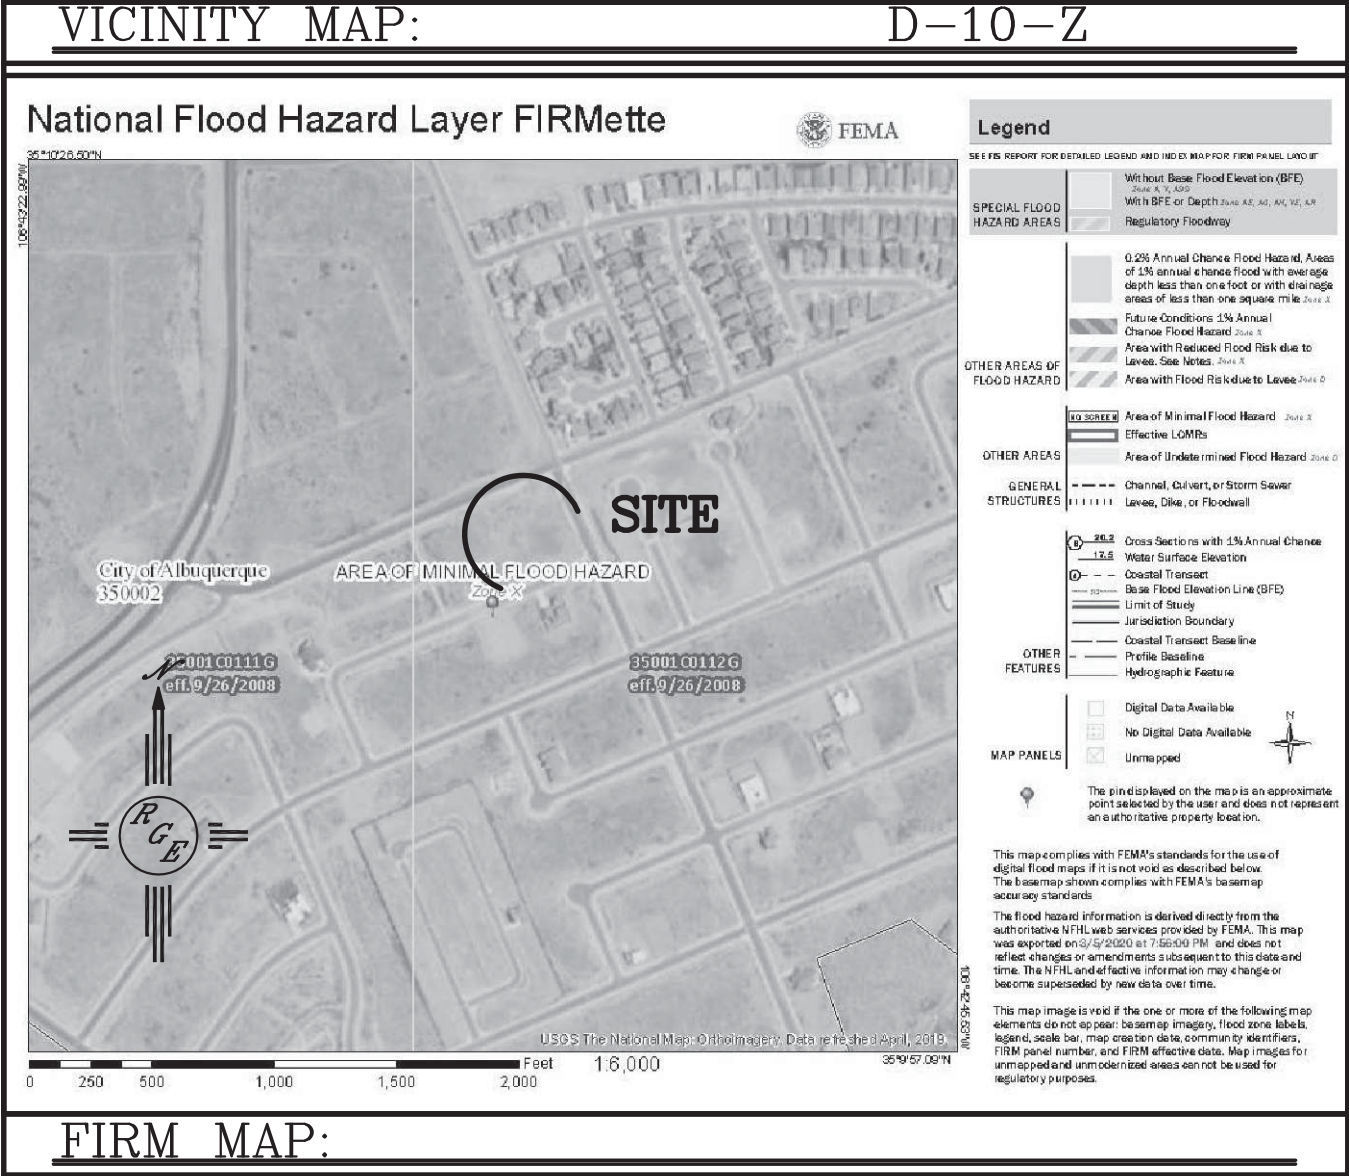 VICINITY MAP: D-10-Z
National Flood Hazard Layer FIRMette
FEMA
35°10'26.50"N
106°43'22.99"W
City of Albuquerque
350002
AREA OF MINIMAL FLOOD HAZARD
Zone X
SITE
35001C0111G
eff. 9/26/2008
35001C0112G
eff. 9/26/2008
N
R
G
E
USGS The National Map: Orthoimagery. Data refreshed April, 2019.
106°42'45.53"W
35°9'57.09"N
Feet 1:6,000
0 250 500 1,000 1,500 2,000
Legend
SEE FIS REPORT FOR DETAILED LEGEND AND INDEX MAP FOR FIRM PANEL LAYOUT
SPECIAL FLOOD
HAZARD AREAS
Without Base Flood Elevation (BFE)
Zone A, V, A99
With BFE or Depth Zone AE, AO, AH, VE, AR
Regulatory Floodway
0.2% Annual Chance Flood Hazard, Areas
of 1% annual chance flood with average
depth less than one foot or with drainage
areas of less than one square mile Zone X
Future Conditions 1% Annual
Chance Flood Hazard Zone X
Area with Reduced Flood Risk due to
Levee. See Notes. Zone X
Area with Flood Risk due to Levee Zone D
OTHER AREAS OF
FLOOD HAZARD
NO SCREEN Area of Minimal Flood Hazard Zone X
Effective LOMRs
OTHER AREAS
Area of Undetermined Flood Hazard Zone D
GENERAL
STRUCTURES
Channel, Culvert, or Storm Sewer
Levee, Dike, or Floodwall
B 20.2 Cross Sections with 1% Annual Chance
17.5 Water Surface Elevation
Coastal Transect
Base Flood Elevation Line (BFE)
Limit of Study
Jurisdiction Boundary
Coastal Transect Baseline
OTHER
FEATURES
Profile Baseline
Hydrographic Feature
Digital Data Available
No Digital Data Available
MAP PANELS
Unmapped
N
The pin displayed on the map is an approximate
point selected by the user and does not represent
an authoritative property location.
This map complies with FEMA's standards for the use of
digital flood maps if it is not void as described below.
The basemap shown complies with FEMA's basemap
accuracy standards
The flood hazard information is derived directly from the
authoritative NFHL web services provided by FEMA. This map
was exported on 3/5/2020 at 7:56:00 PM and does not
reflect changes or amendments subsequent to this date and
time. The NFHL and effective information may change or
become superseded by new data over time.
This map image is void if the one or more of the following map
elements do not appear: basemap imagery, flood zone labels,
legend, scale bar, map creation date, community identifiers,
FIRM panel number, and FIRM effective date. Map images for
unmapped and unmodernized areas cannot be used for
regulatory purposes.
FIRM MAP: